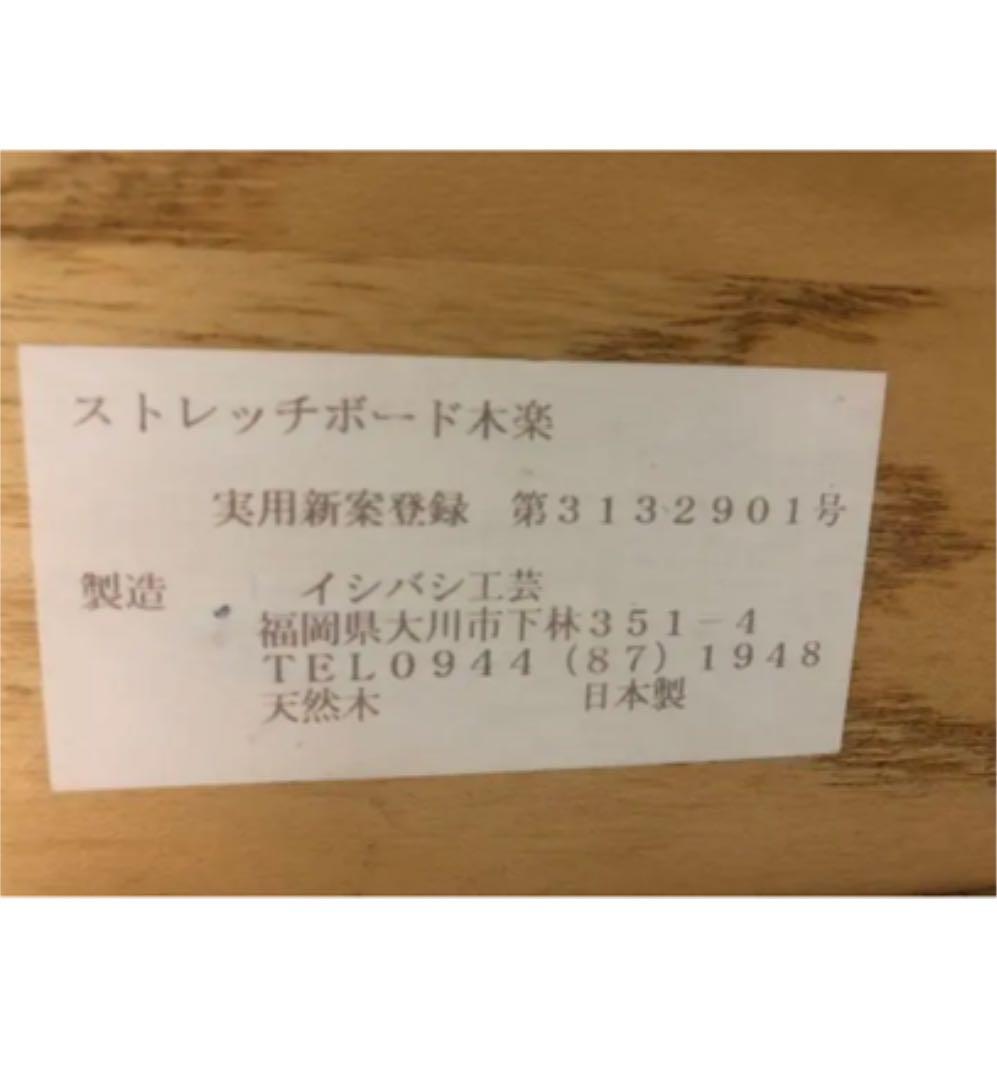 ストレッチボード木楽
実用新案登録　第３１３２９０１号
製造　イシバシ工芸
福岡県大川市下林３５１－４
ＴＥＬ０９４４（８７）１９４８
天然木　日本製